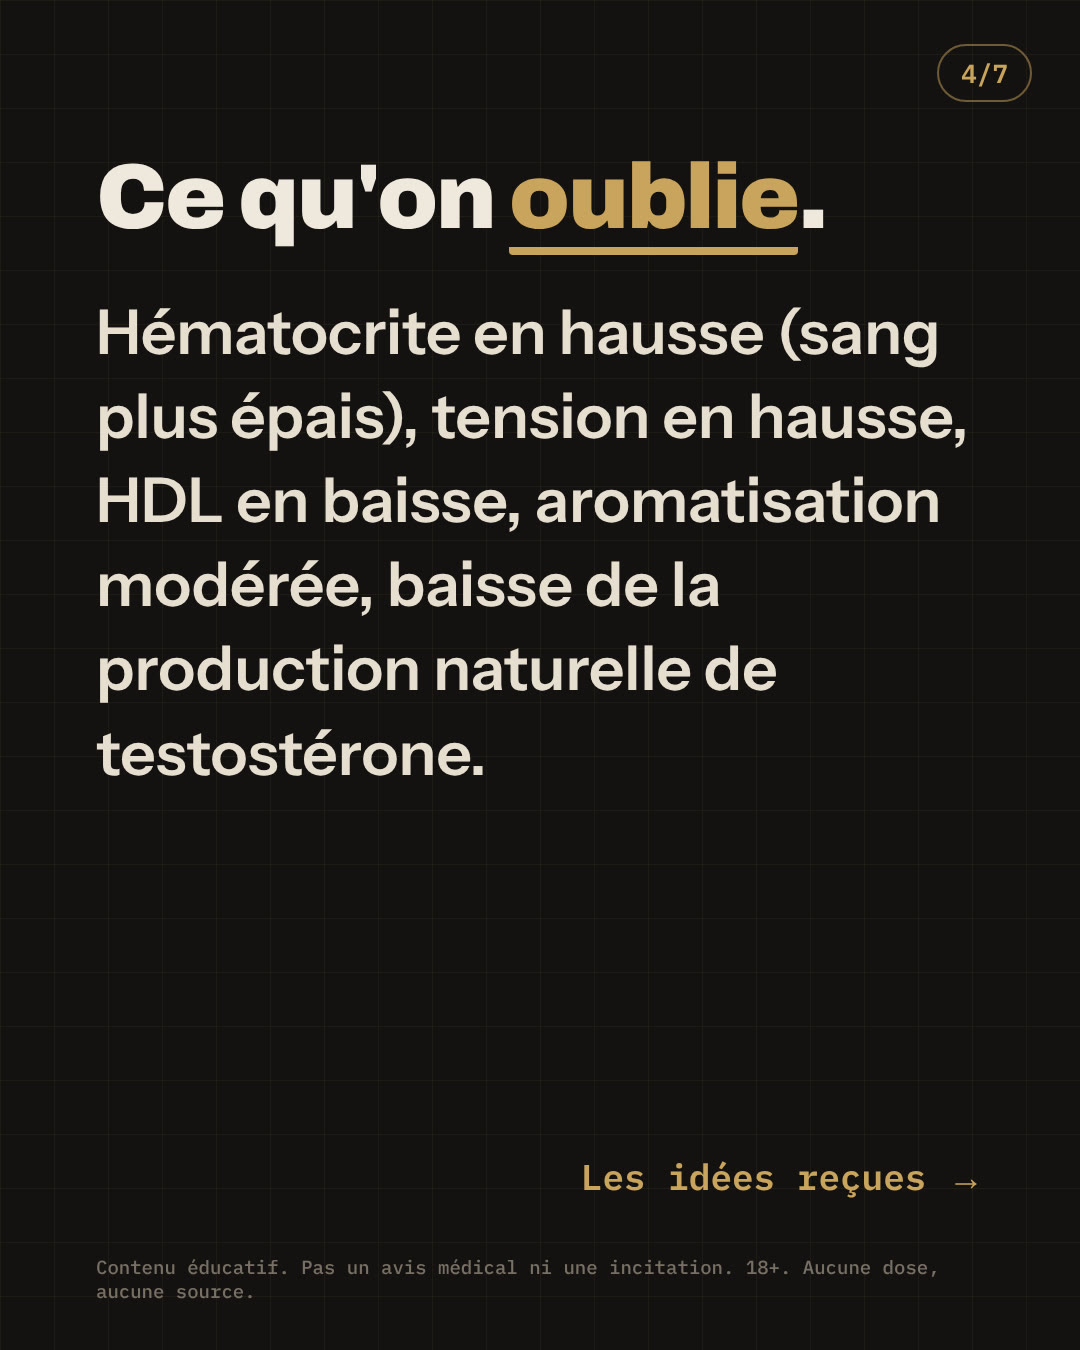 4/7
Ce qu'on oublie.
Hématocrite en hausse (sang
plus épais), tension en hausse,
HDL en baisse, aromatisation
modérée, baisse de la
production naturelle de
testostérone.
Les idées reçues →
Contenu éducatif. Pas un avis médical ni une incitation. 18+. Aucune dose,
aucune source.